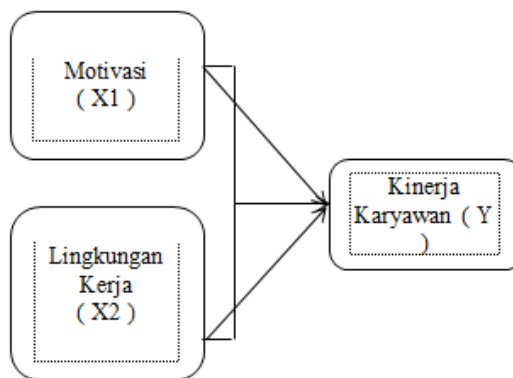 Motivasi
( X1 )
Lingkungan
Kerja
( X2 )
Kinerja
Karyawan ( Y
)